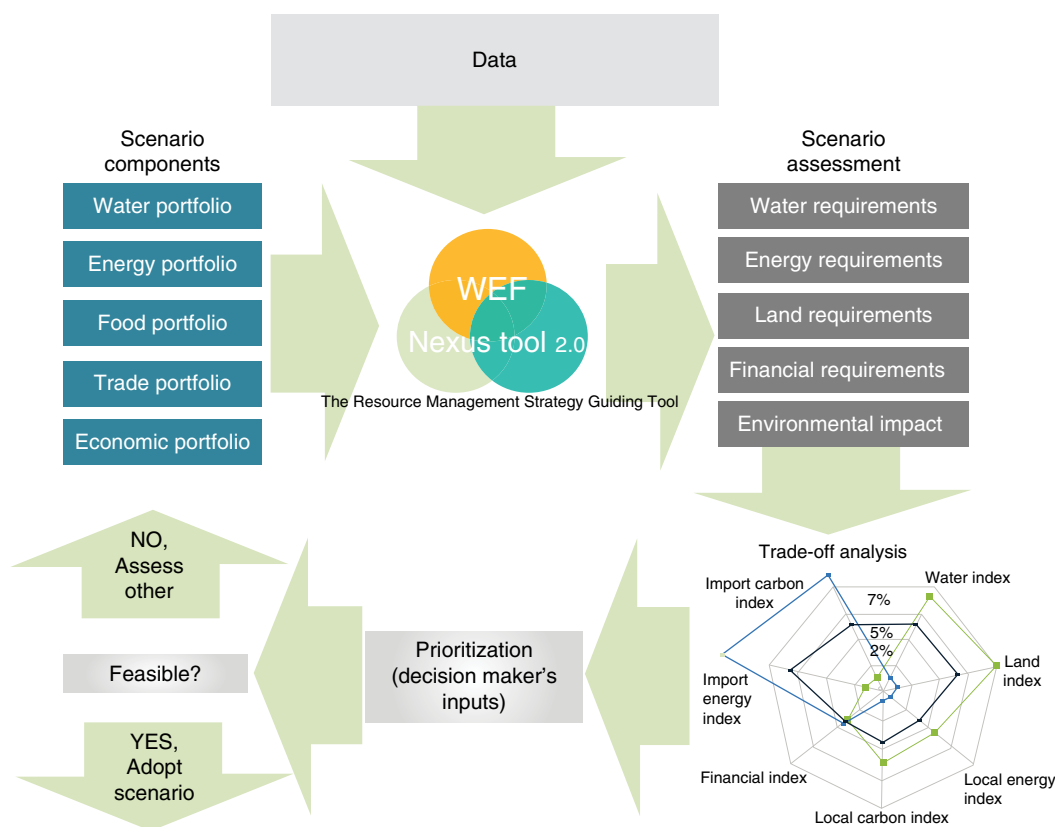 Data
Scenario
components
Water portfolio
Energy portfolio
Food portfolio
Trade portfolio
Economic portfolio
WEF
Nexus tool 2.0
The Resource Management Strategy Guiding Tool
Scenario
assessment
Water requirements
Energy requirements
Land requirements
Financial requirements
Environmental impact
Trade-off analysis
Import carbon
index
Water index
7%
5%
2%
Land
index
Import
energy
index
Financial index
Local energy
index
Local carbon index
Prioritization
(decision maker's
inputs)
NO,
Assess
other
Feasible?
YES,
Adopt
scenario